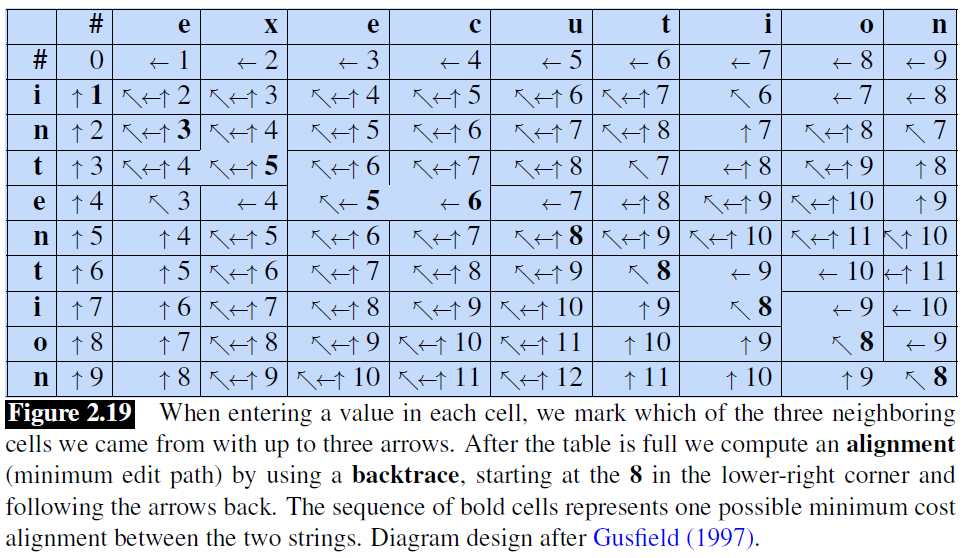 # e x e c u t i o n
# 0 ← 1 ← 2 ← 3 ← 4 ← 5 ← 6 ← 7 ← 8 ← 9
i ↑ 1 ↖←↑ 2 ↖←↑ 3 ↖←↑ 4 ↖←↑ 5 ↖←↑ 6 ↖←↑ 7 ↖ 6 ← 7 ← 8
n ↑ 2 ↖←↑ 3 ↖←↑ 4 ↖←↑ 5 ↖←↑ 6 ↖←↑ 7 ↖←↑ 8 ↑ 7 ↖←↑ 8 ↖ 7
t ↑ 3 ↖←↑ 4 ↖←↑ 5 ↖←↑ 6 ↖←↑ 7 ↖←↑ 8 ↖ 7 ←↑ 8 ↖←↑ 9 ↑ 8
e ↑ 4 ↖ 3 ← 4 ↖← 5 ← 6 ← 7 ←↑ 8 ↖←↑ 9 ↖←↑ 10 ↑ 9
n ↑ 5 ↑ 4 ↖←↑ 5 ↖←↑ 6 ↖←↑ 7 ↖←↑ 8 ↖←↑ 9 ↖←↑ 10 ↖←↑ 11 ↖↑ 10
t ↑ 6 ↑ 5 ↖←↑ 6 ↖←↑ 7 ↖←↑ 8 ↖←↑ 9 ↖ 8 ← 9 ← 10 ←↑ 11
i ↑ 7 ↑ 6 ↖←↑ 7 ↖←↑ 8 ↖←↑ 9 ↖←↑ 10 ↑ 9 ↖ 8 ← 9 ← 10
o ↑ 8 ↑ 7 ↖←↑ 8 ↖←↑ 9 ↖←↑ 10 ↖←↑ 11 ↑ 10 ↑ 9 ↖ 8 ← 9
n ↑ 9 ↑ 8 ↖←↑ 9 ↖←↑ 10 ↖←↑ 11 ↖←↑ 12 ↑ 11 ↑ 10 ↑ 9 ↖ 8
Figure 2.19 When entering a value in each cell, we mark which of the three neighboring
cells we came from with up to three arrows. After the table is full we compute an alignment
(minimum edit path) by using a backtrace, starting at the 8 in the lower-right corner and
following the arrows back. The sequence of bold cells represents one possible minimum cost
alignment between the two strings. Diagram design after Gusfield (1997).